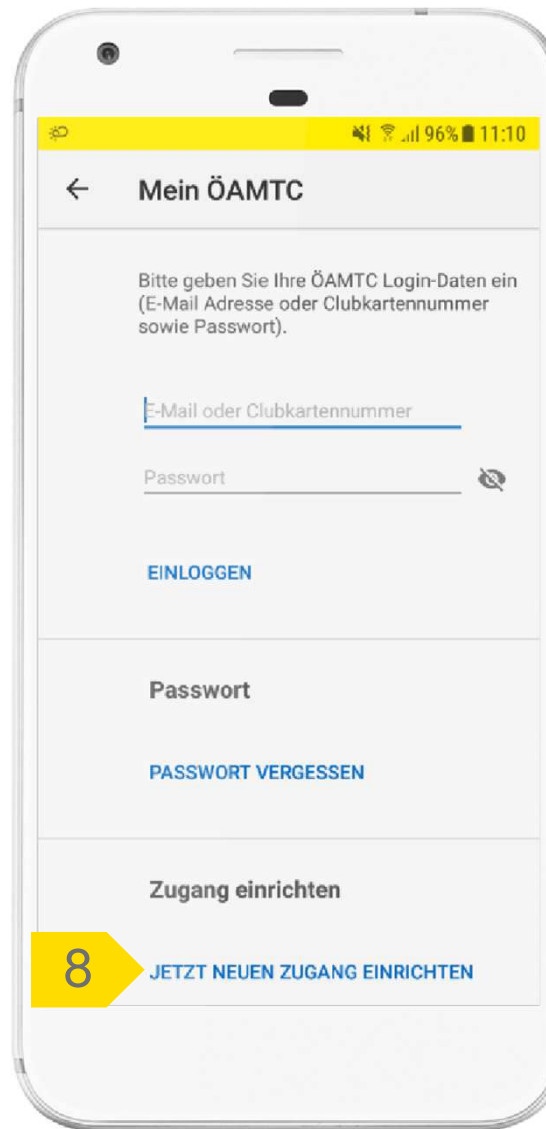 96% 11:10
Mein ÖAMTC
Bitte geben Sie Ihre ÖAMTC Login-Daten ein
(E-Mail Adresse oder Clubkartennummer
sowie Passwort).
E-Mail oder Clubkartennummer
Passwort
EINLOGGEN
Passwort
PASSWORT VERGESSEN
Zugang einrichten
8 JETZT NEUEN ZUGANG EINRICHTEN